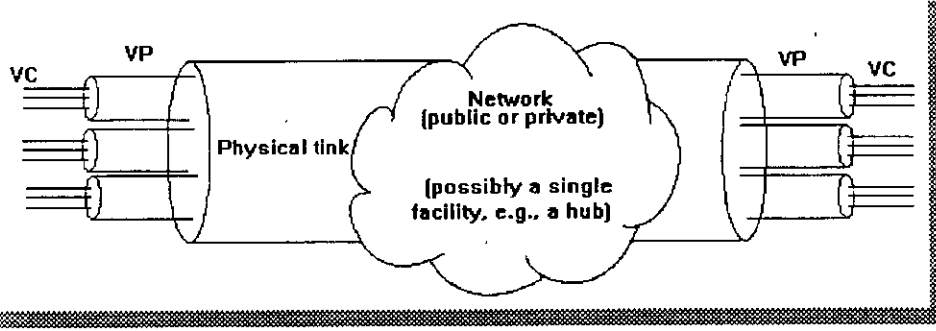 VP
VC
Physical tink
Network
(public or private)
(possibly a single
facility, e.g., a hub)
VP
VC